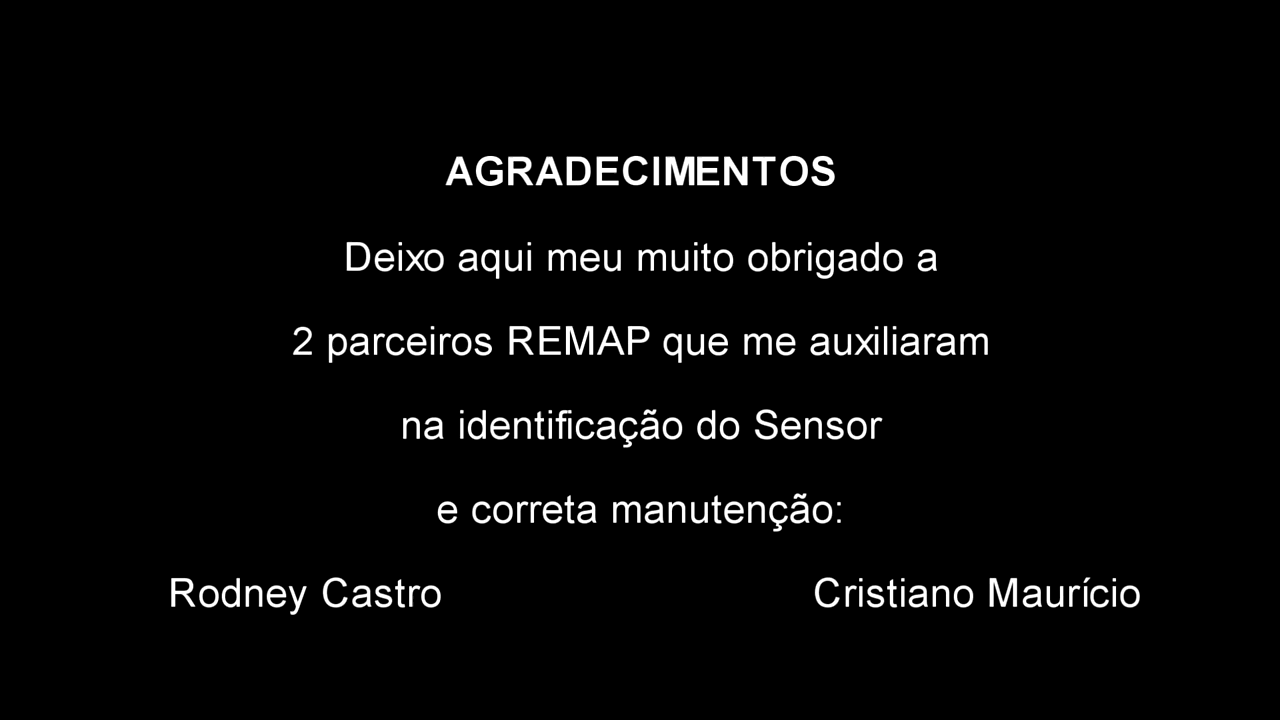 AGRADECIMENTOS
Deixo aqui meu muito obrigado a
2 parceiros REMAP que me auxiliaram
na identificação do Sensor
e correta manutenção:
Rodney Castro Cristiano Maurício